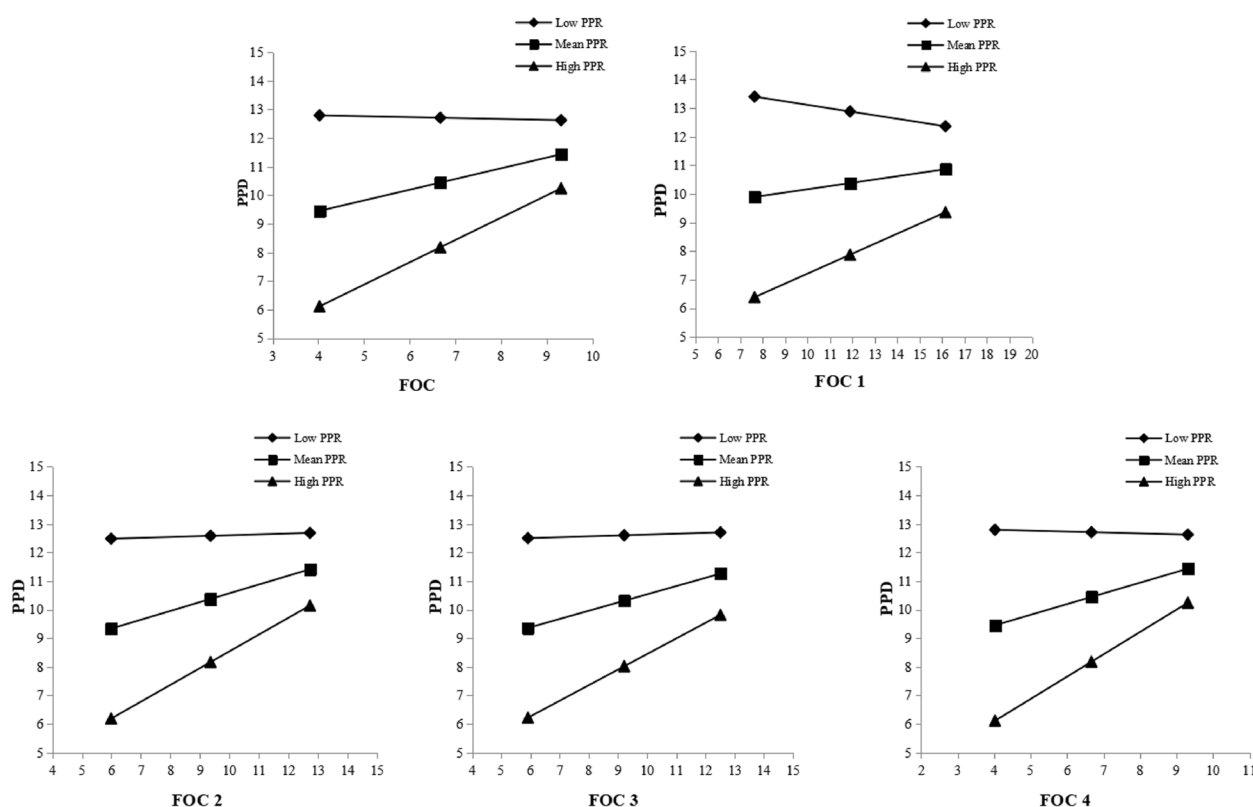 Low PPR
Mean PPR
High PPR
15
14
13
12
11
10
9
8
7
6
5
PPD
3 4 5 6 7 8 9 10
FOC
Low PPR
Mean PPR
High PPR
15
14
13
12
11
10
9
8
7
6
5
PPD
5 6 7 8 9 10 11 12 13 14 15 16 17 18 19 20
FOC 1
Low PPR
Mean PPR
High PPR
15
14
13
12
11
10
9
8
7
6
5
PPD
4 5 6 7 8 9 10 11 12 13 14 15
FOC 2
Low PPR
Mean PPR
High PPR
15
14
13
12
11
10
9
8
7
6
5
PPD
4 5 6 7 8 9 10 11 12 13 14 15
FOC 3
Low PPR
Mean PPR
High PPR
15
14
13
12
11
10
9
8
7
6
5
PPD
2 3 4 5 6 7 8 9 10 11
FOC 4